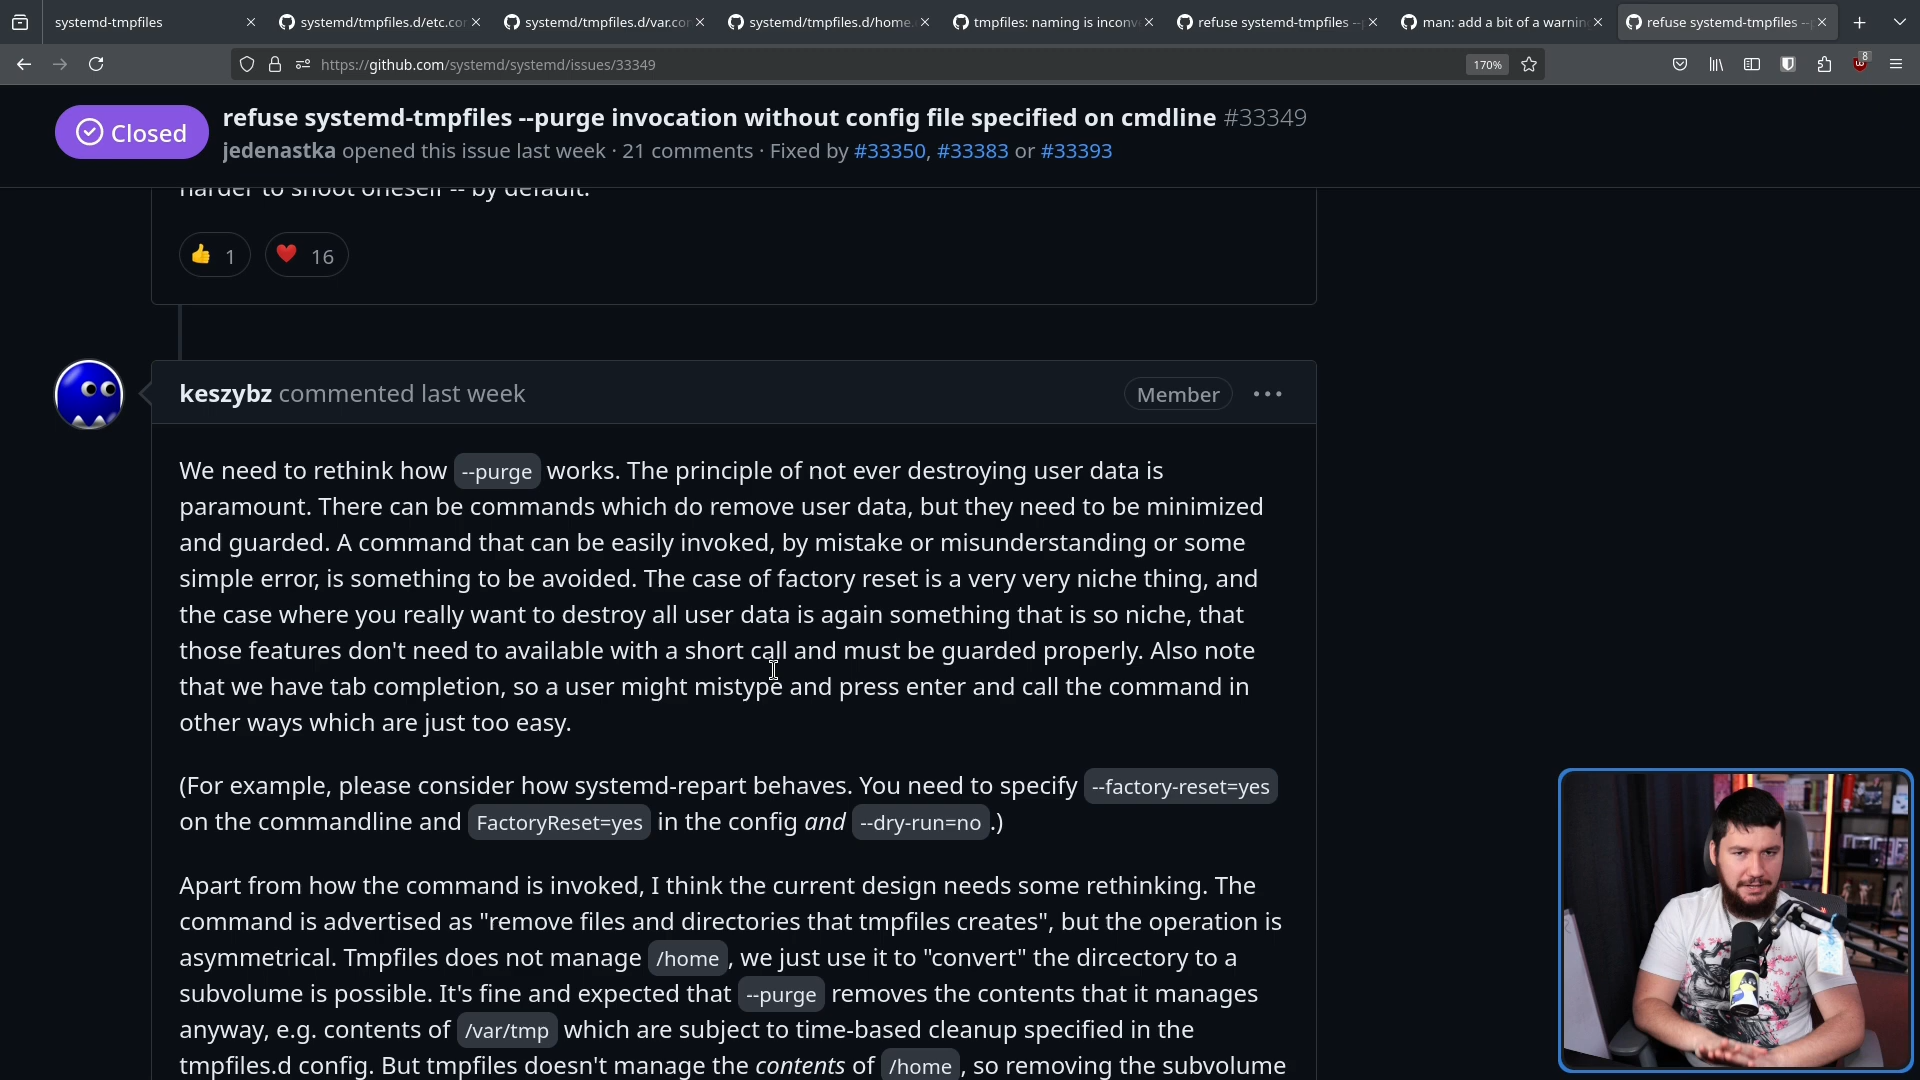 systemd-tmpfiles
systemd/tmpfiles.d/etc.co
systemd/tmpfiles.d/var.co
systemd/tmpfiles.d/home.
tmpfiles: naming is incon
refuse systemd-tmpfiles --
man: add a bit of a warnin
refuse systemd-tmpfiles --p
https://github.com/systemd/systemd/issues/33349
170%
8
Closed
refuse systemd-tmpfiles --purge invocation without config file specified on cmdline #33349
jedenastka opened this issue last week · 21 comments · Fixed by #33350, #33383 or #33393
harder to shoot oneself -- by default.
1
16
keszybz commented last week
Member
We need to rethink how --purge works. The principle of not ever destroying user data is
paramount. There can be commands which do remove user data, but they need to be minimized
and guarded. A command that can be easily invoked, by mistake or misunderstanding or some
simple error, is something to be avoided. The case of factory reset is a very very niche thing, and
the case where you really want to destroy all user data is again something that is so niche, that
those features don't need to available with a short call and must be guarded properly. Also note
that we have tab completion, so a user might mistype and press enter and call the command in
other ways which are just too easy.
(For example, please consider how systemd-repart behaves. You need to specify --factory-reset=yes
on the commandline and FactoryReset=yes in the config and --dry-run=no.)
Apart from how the command is invoked, I think the current design needs some rethinking. The
command is advertised as "remove files and directories that tmpfiles creates", but the operation is
asymmetrical. Tmpfiles does not manage /home, we just use it to "convert" the dircectory to a
subvolume is possible. It's fine and expected that --purge removes the contents that it manages
anyway, e.g. contents of /var/tmp which are subject to time-based cleanup specified in the
tmpfiles.d config. But tmpfiles doesn't manage the contents of /home, so removing the subvolume